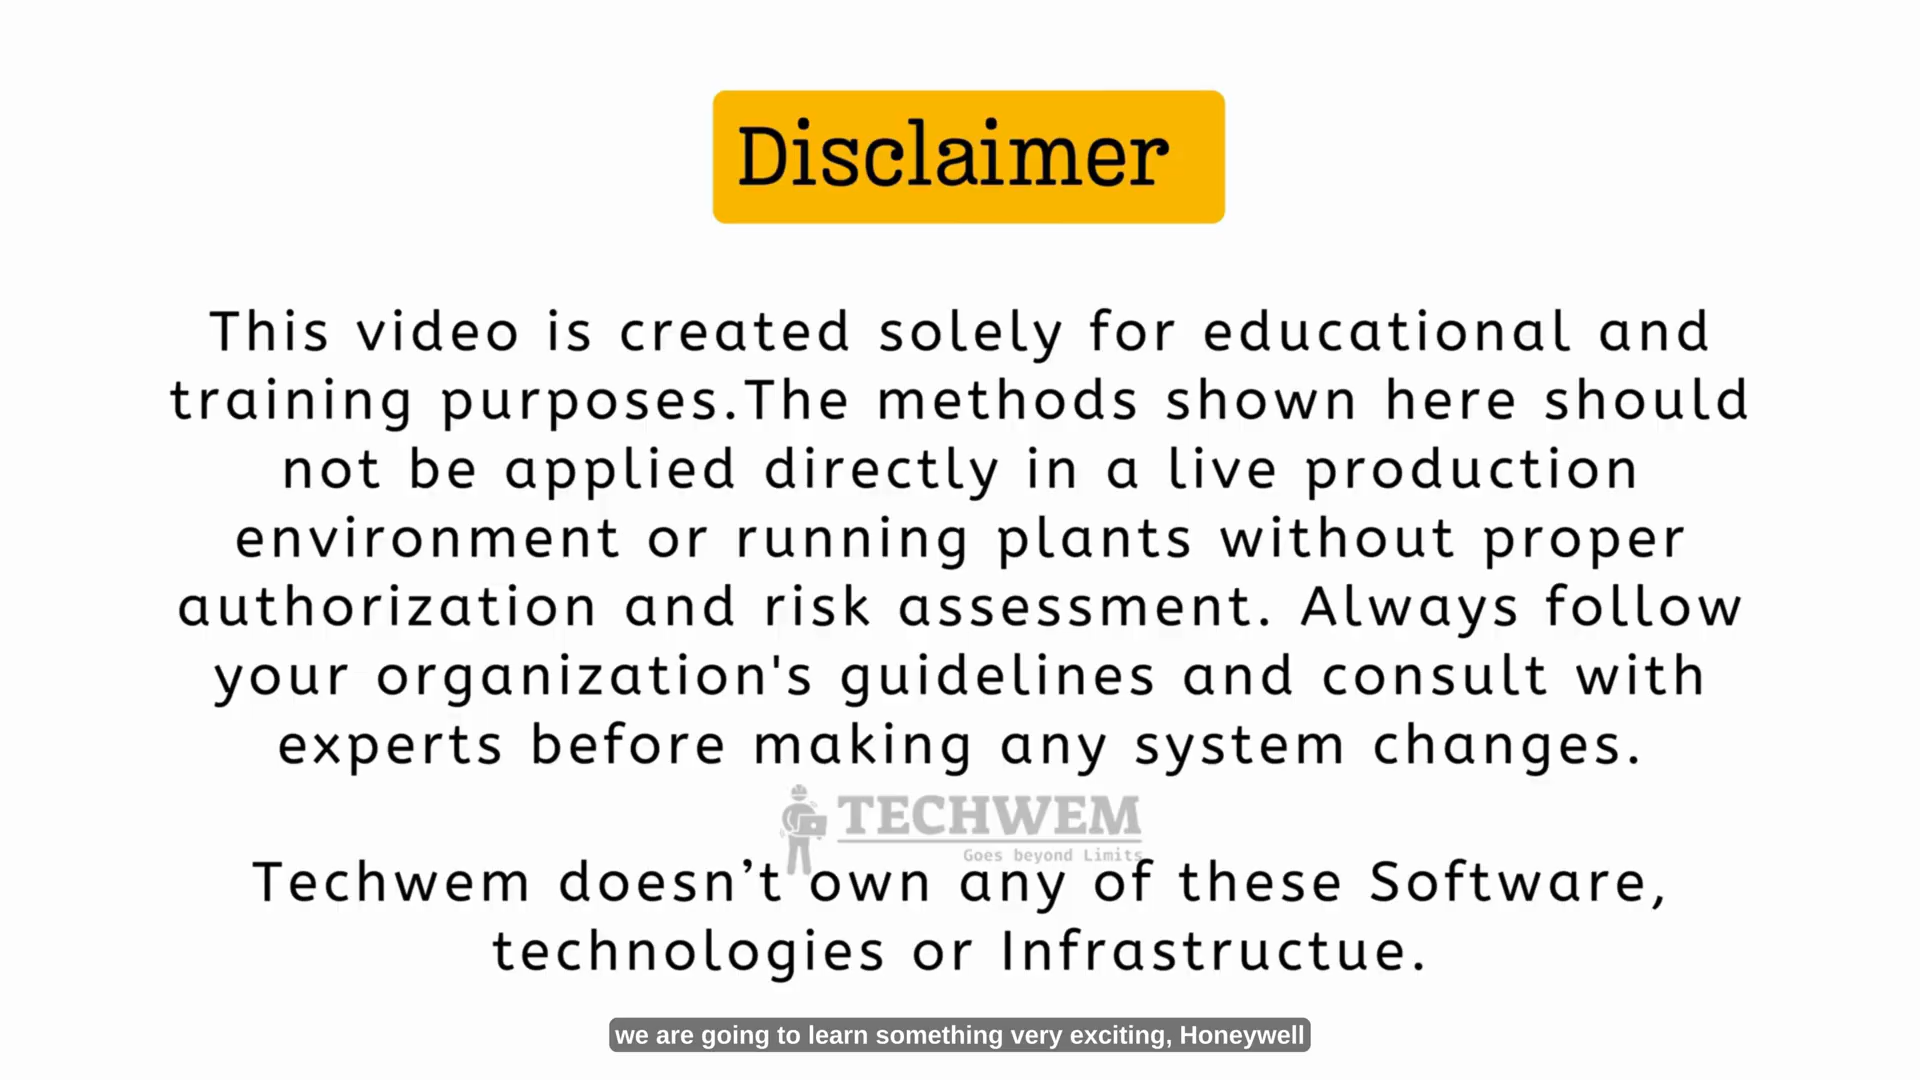 Disclaimer
This video is created solely for educational and
training purposes.The methods shown here should
not be applied directly in a live production
environment or running plants without proper
authorization and risk assessment. Always follow
your organization's guidelines and consult with
experts before making any system changes.
TECHWEM
Goes beyond Limits
Techwem doesn’t own any of these Software,
technologies or Infrastructue.
we are going to learn something very exciting, Honeywell